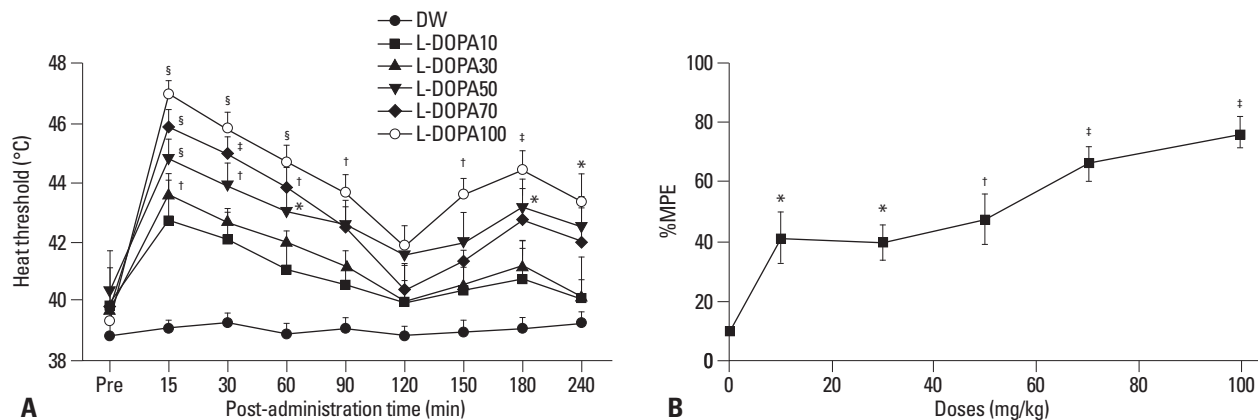 DW
L-DOPA10
L-DOPA30
L-DOPA50
L-DOPA70
L-DOPA100
48
46
44
42
40
38
Heat threshold (°C)
§
§
§
†
§
‡
†
§
†
*
†
†
‡
*
*
Pre 15 30 60 90 120 150 180 240
Post-administration time (min)
A
100
80
60
40
20
0
%MPE
*
*
†
‡
‡
0 20 40 60 80 100
Doses (mg/kg)
B